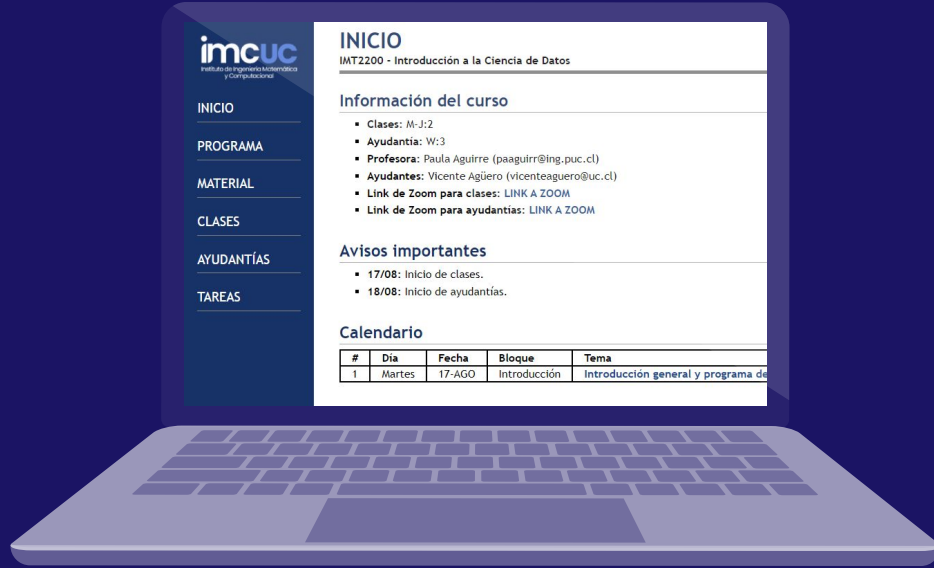 imcuc
Instituto de Ingeniería Matemática
y Computacional
INICIO
PROGRAMA
MATERIAL
CLASES
AYUDANTÍAS
TAREAS
INICIO
IMT2200 - Introducción a la Ciencia de Datos
Información del curso
▪ Clases: M-J:2
▪ Ayudantía: W:3
▪ Profesora: Paula Aguirre (paaguirr@ing.puc.cl)
▪ Ayudantes: Vicente Agüero (vicenteaguero@uc.cl)
▪ Link de Zoom para clases: LINK A ZOOM
▪ Link de Zoom para ayudantías: LINK A ZOOM
Avisos importantes
▪ 17/08: Inicio de clases.
▪ 18/08: Inicio de ayudantías.
Calendario
# Día Fecha Bloque Tema
1 Martes 17-AGO Introducción Introducción general y programa de